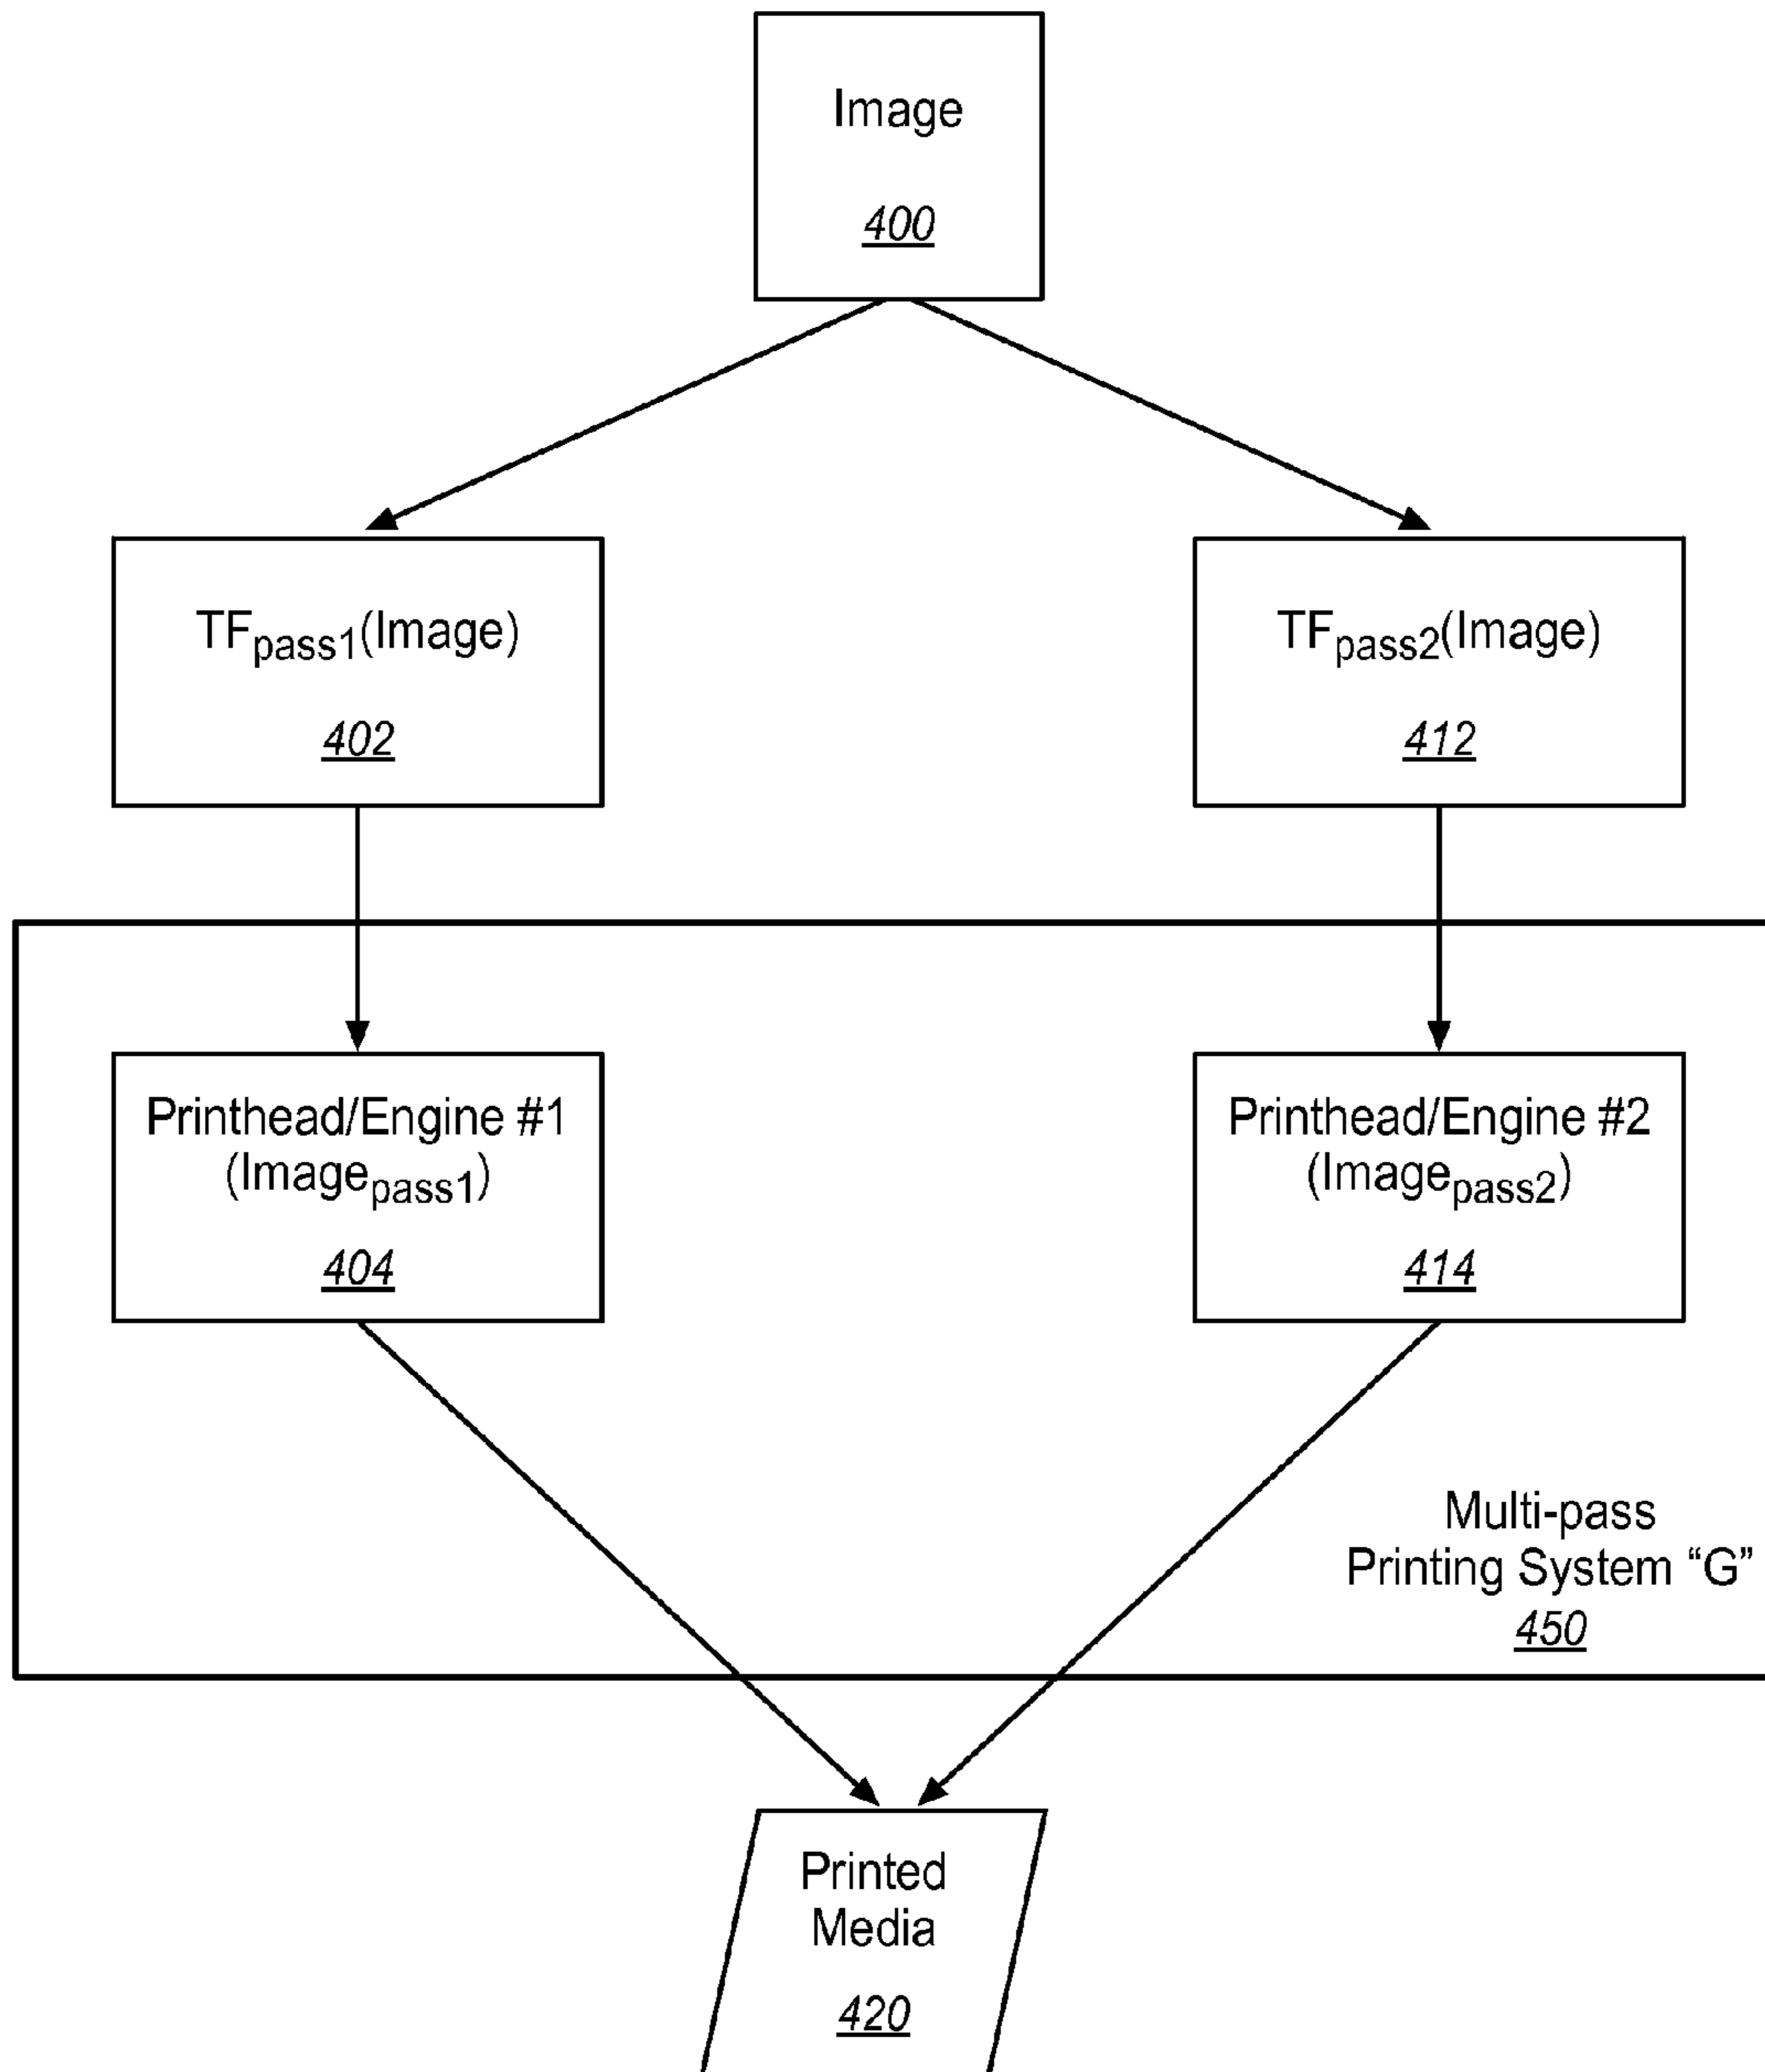 Image
400
TFpass1(Image)
402
TFpass2(Image)
412
Printhead/Engine #1
(Imagepass1)
404
Printhead/Engine #2
(Imagepass2)
414
Multi-pass
Printing System “G”
450
Printed
Media
420